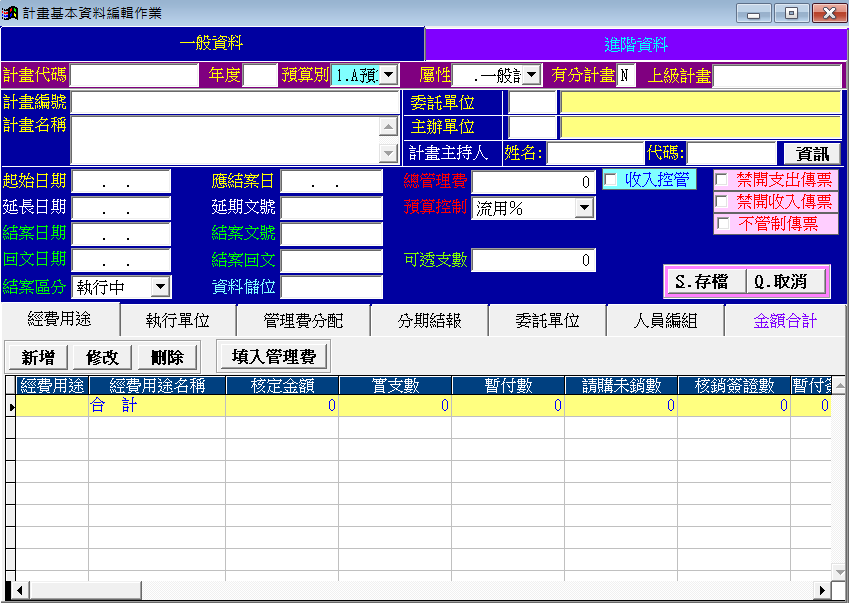 計畫基本資料編輯作業
一般資料 進階資料
計畫代碼 年度 預算別 1.A預 屬性 .一般 有分計畫 N 上級計畫
計畫編號 委託單位
計畫名稱 主辦單位
計畫主持人 姓名: 代碼: 資訊
起始日期 . . 應結案日 . . 總管理費 0 收入控管 禁開支出傳票
延長日期 . . 延期文號 預算控制 流用% 禁開收入傳票
結案日期 . . 結案文號 不管制傳票
回文日期 . . 結案回文 可透支數 0
結案區分 執行中 資料儲位 S.存檔 Q.取消
經費用途 執行單位 管理費分配 分期結報 委託單位 人員編組 金額合計
新增 修改 刪除 填入管理費
經費用途 經費用途名稱 核定金額 實支數 暫付數 請購未銷數 核銷簽證數 暫付
合 計 0 0 0 0 0 0